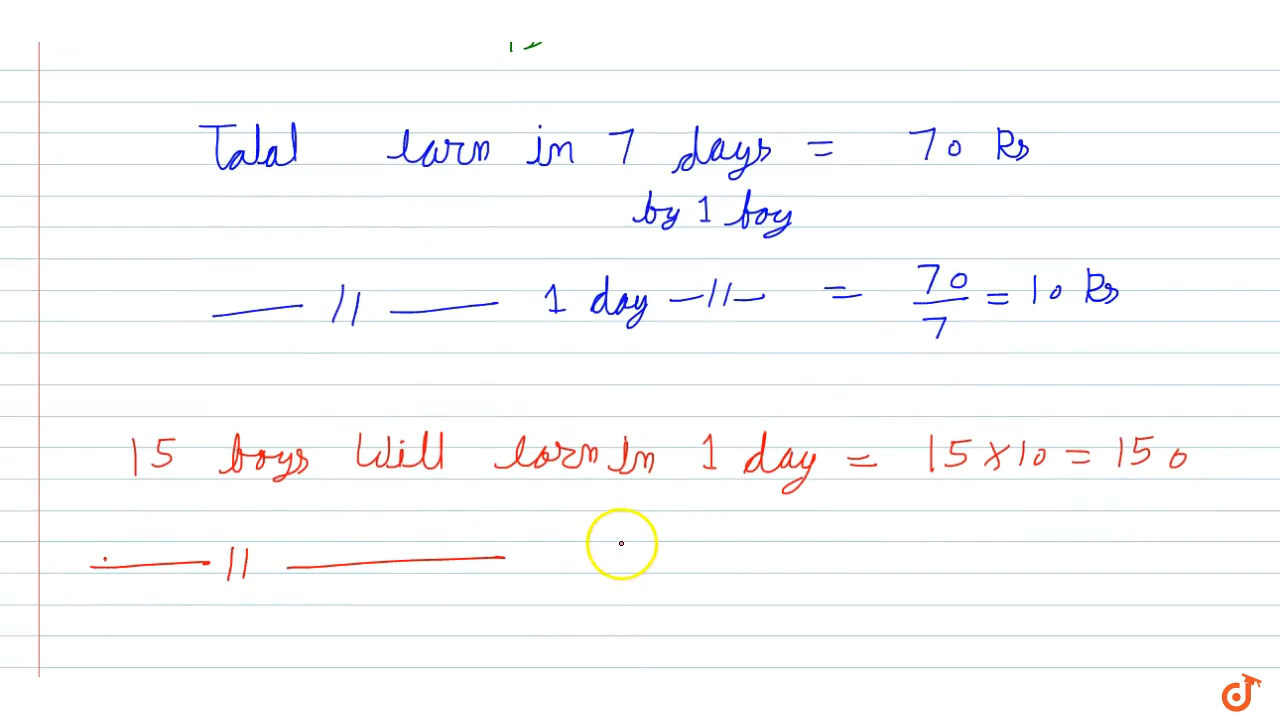 Total earn in 7 days = 70 Rs
by 1 boy
— 11 — 1 day —11— = 70/7 = 10 Rs
15 boys Will earn in 1 day = 15 x 10 = 150
— 11 —